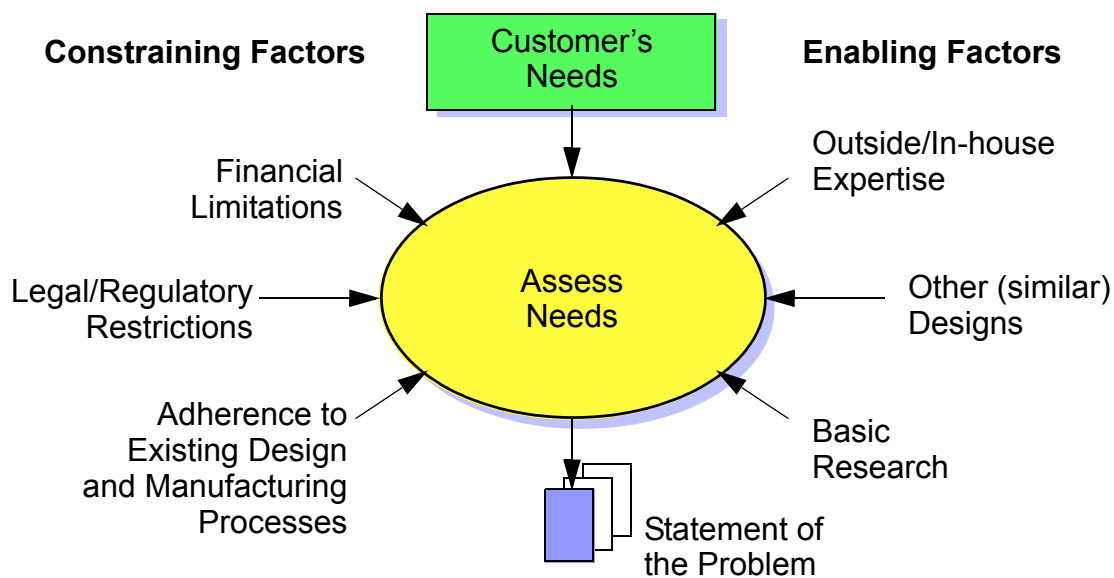 Constraining Factors
Customer’s
Needs
Enabling Factors
Financial
Limitations
Outside/In-house
Expertise
Legal/Regulatory
Restrictions
Assess
Needs
Other (similar)
Designs
Adherence to
Existing Design
and Manufacturing
Processes
Basic
Research
Statement of
the Problem